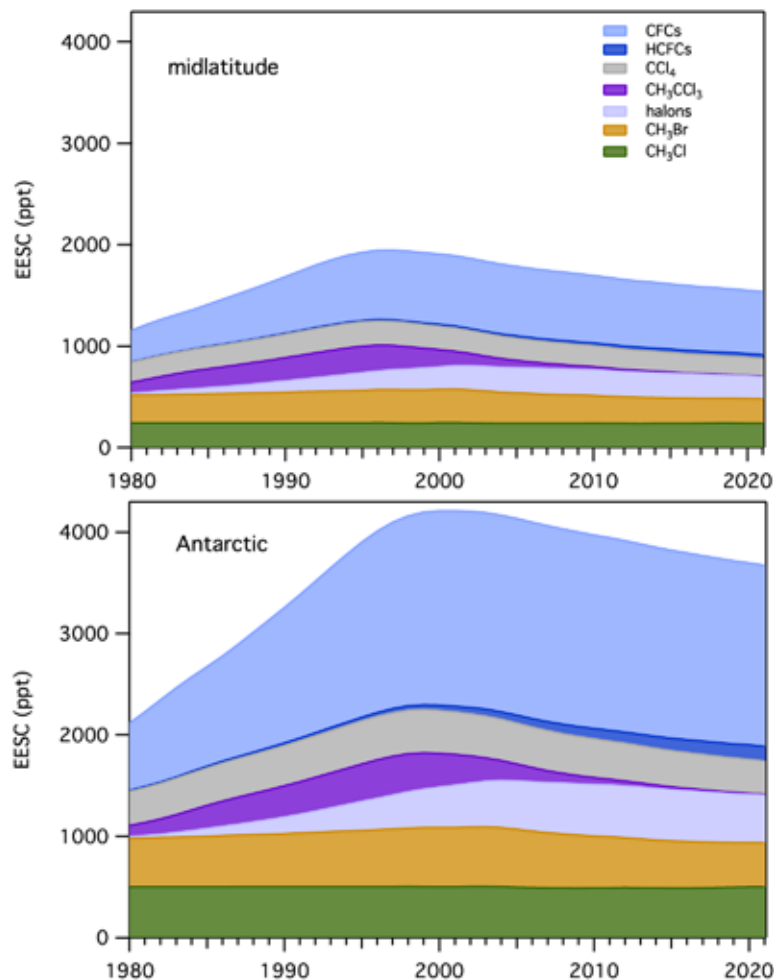 4000
3000
2000
1000
0
EESC (ppt)
midlatitude
CFCs
HCFCs
CCl₄
CH₃CCl₃
halons
CH₃Br
CH₃Cl
1980
1990
2000
2010
2020
4000
3000
2000
1000
0
EESC (ppt)
Antarctic
1980
1990
2000
2010
2020